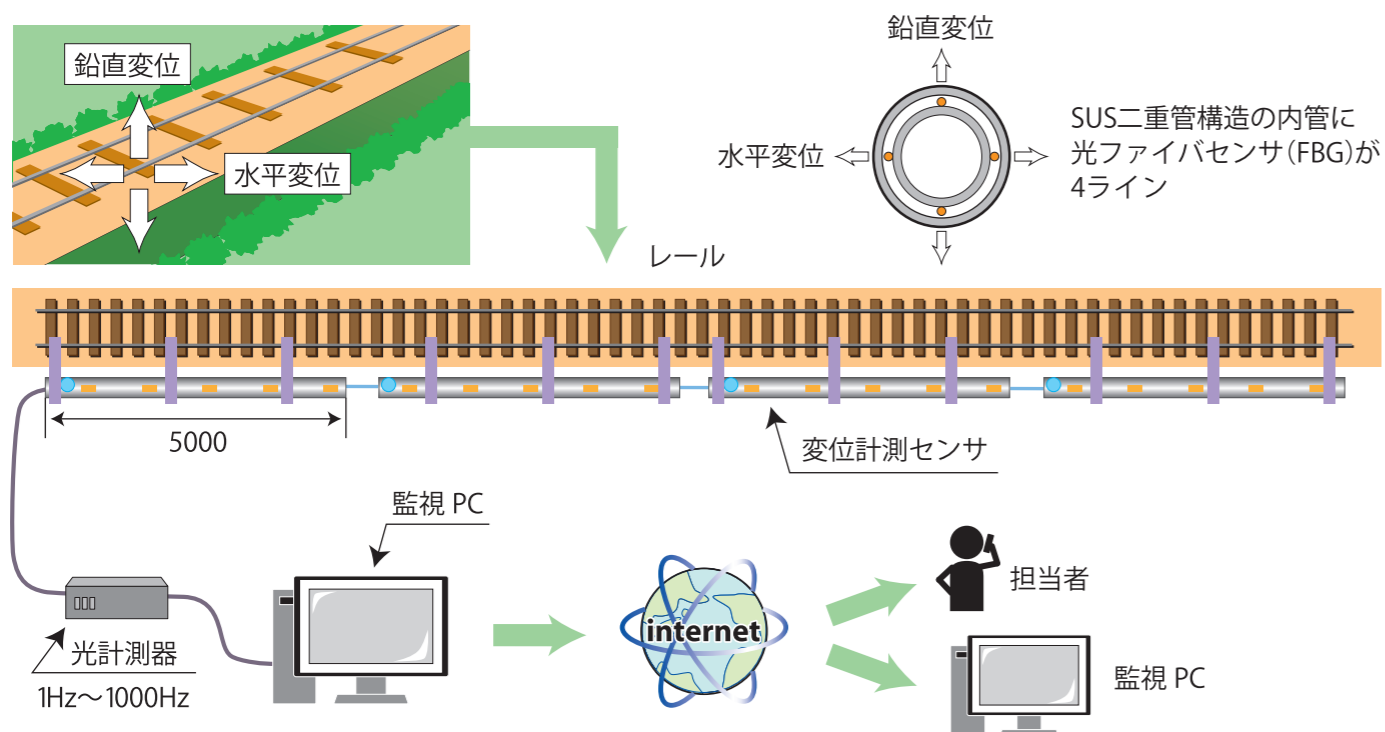 鉛直変位
水平変位
鉛直変位
水平変位
SUS二重管構造の内管に
光ファイバセンサ（FBG）が
4ライン
レール
5000
変位計測センサ
監視 PC
光計測器
1Hz～1000Hz
internet
担当者
監視 PC